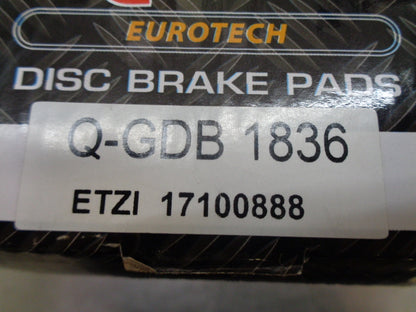 EUROTECH
DISC BRAKE PADS
Q-GDB 1836
ETZI 17100888